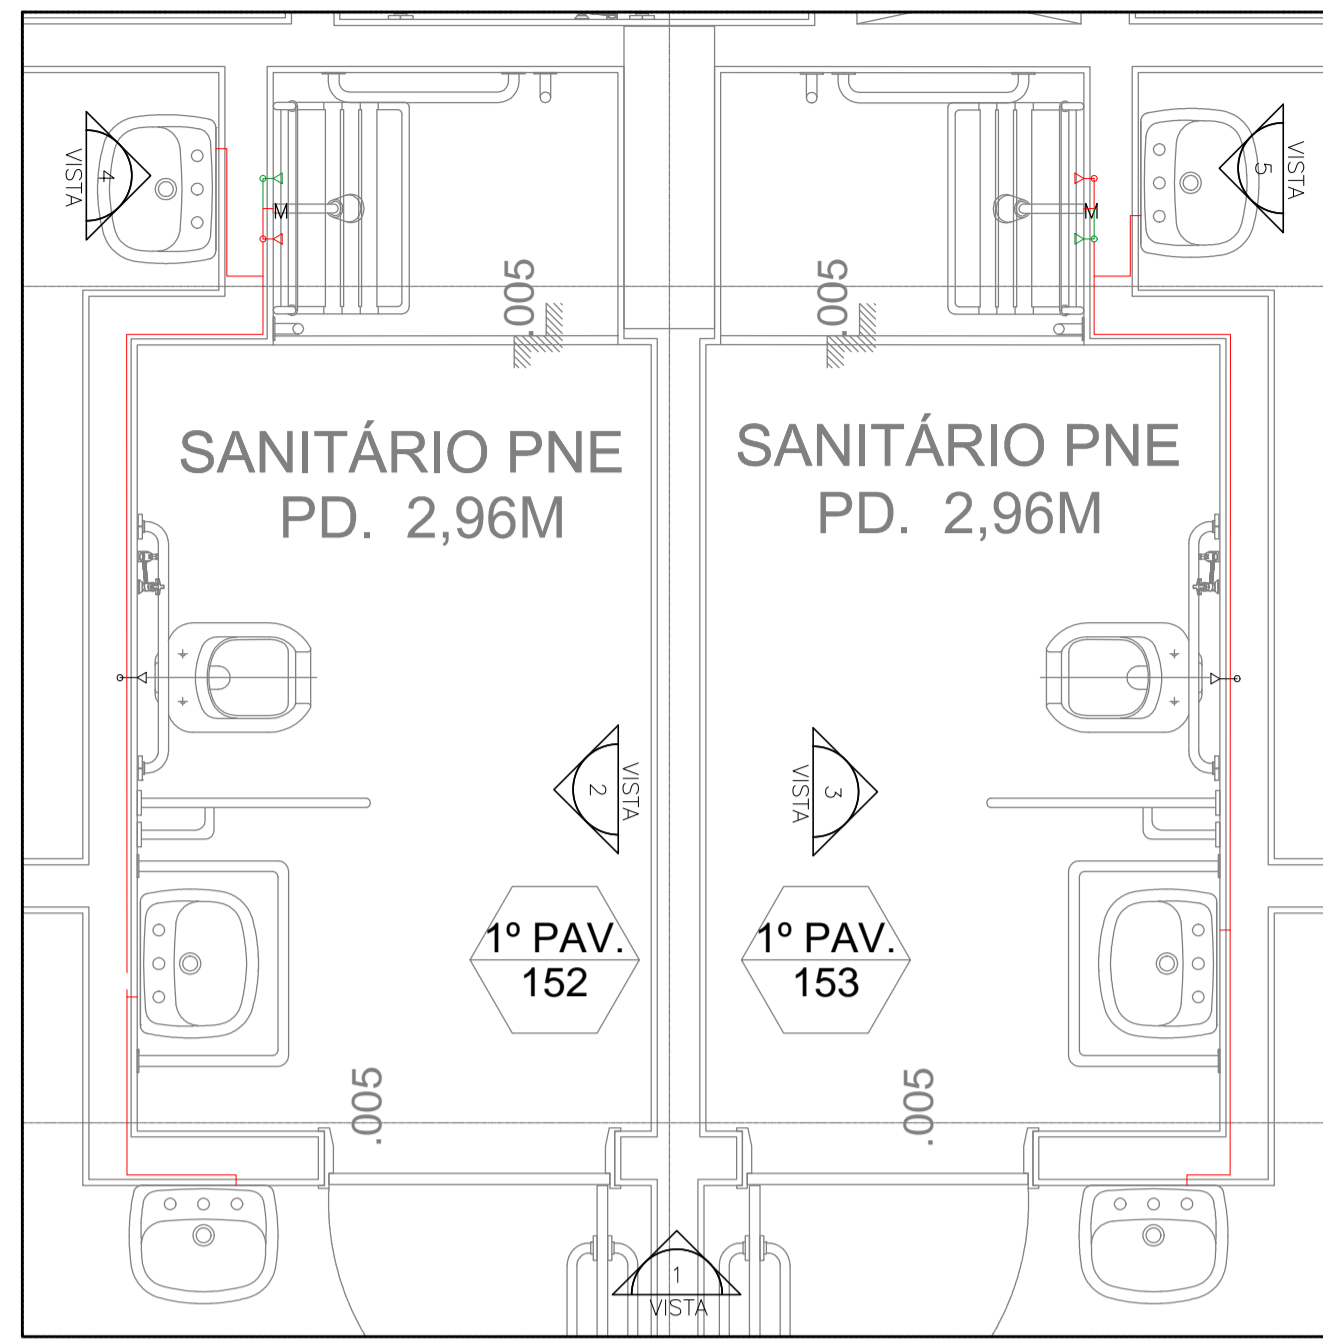 VISTA
4
5
VISTA
M
M
.005
.005
SANITÁRIO PNE
PD. 2,96M
SANITÁRIO PNE
PD. 2,96M
2
VISTA
VISTA
3
1º PAV.
152
1º PAV.
153
.005
.005
1
VISTA